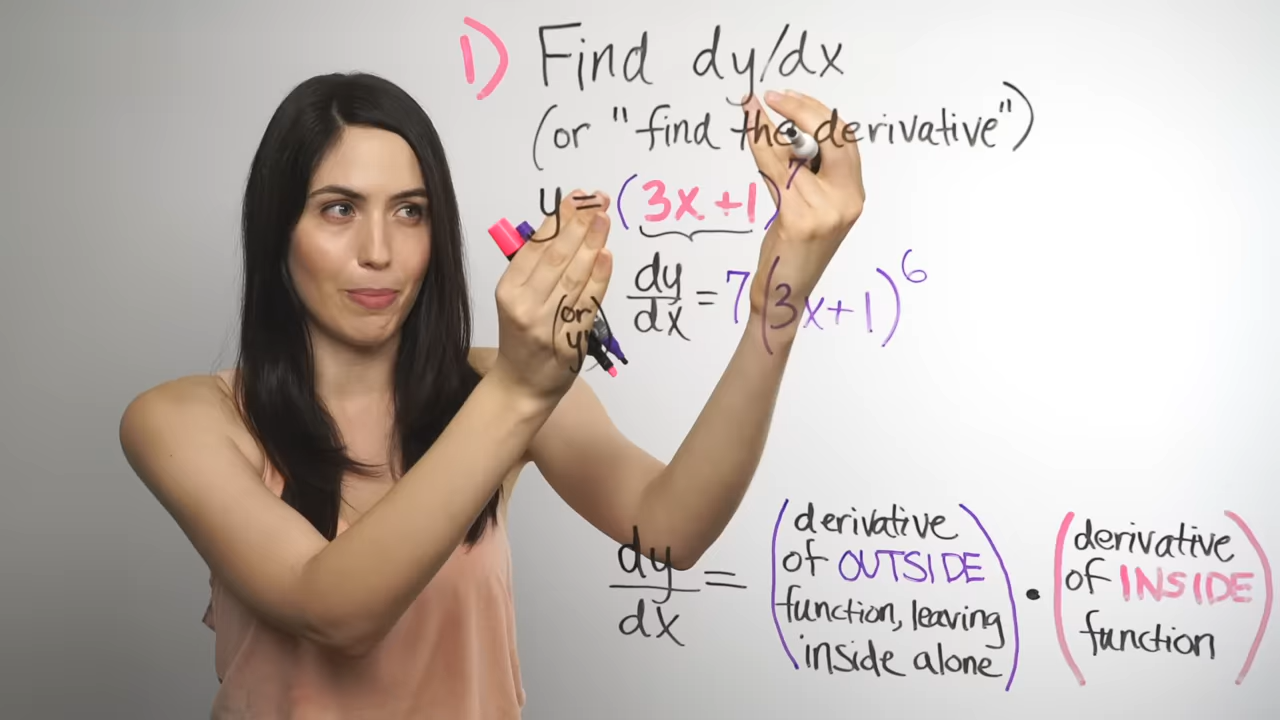 1) Find dy/dx
(or "find the derivative")
y = (3x + 1)⁷
dy/dx = 7(3x + 1)⁶
(or y')
dy/dx = (derivative of OUTSIDE function, leaving inside alone) • (derivative of INSIDE function)